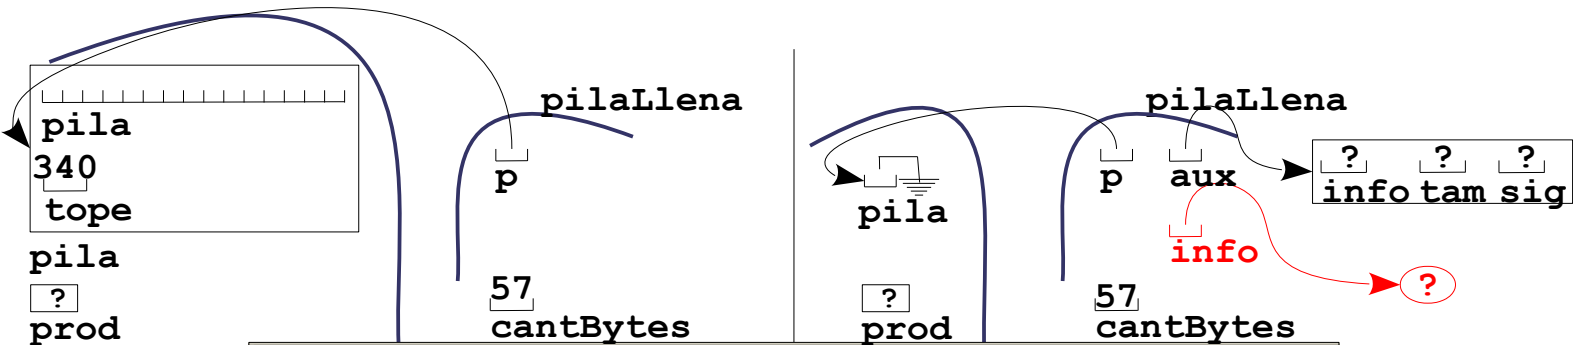 pilaLlena
pila
340
tope
p
pila
?
prod
57
cantBytes
pilaLlena
p
aux
? ? ?
info tam sig
pila
info
?
?
prod
57
cantBytes